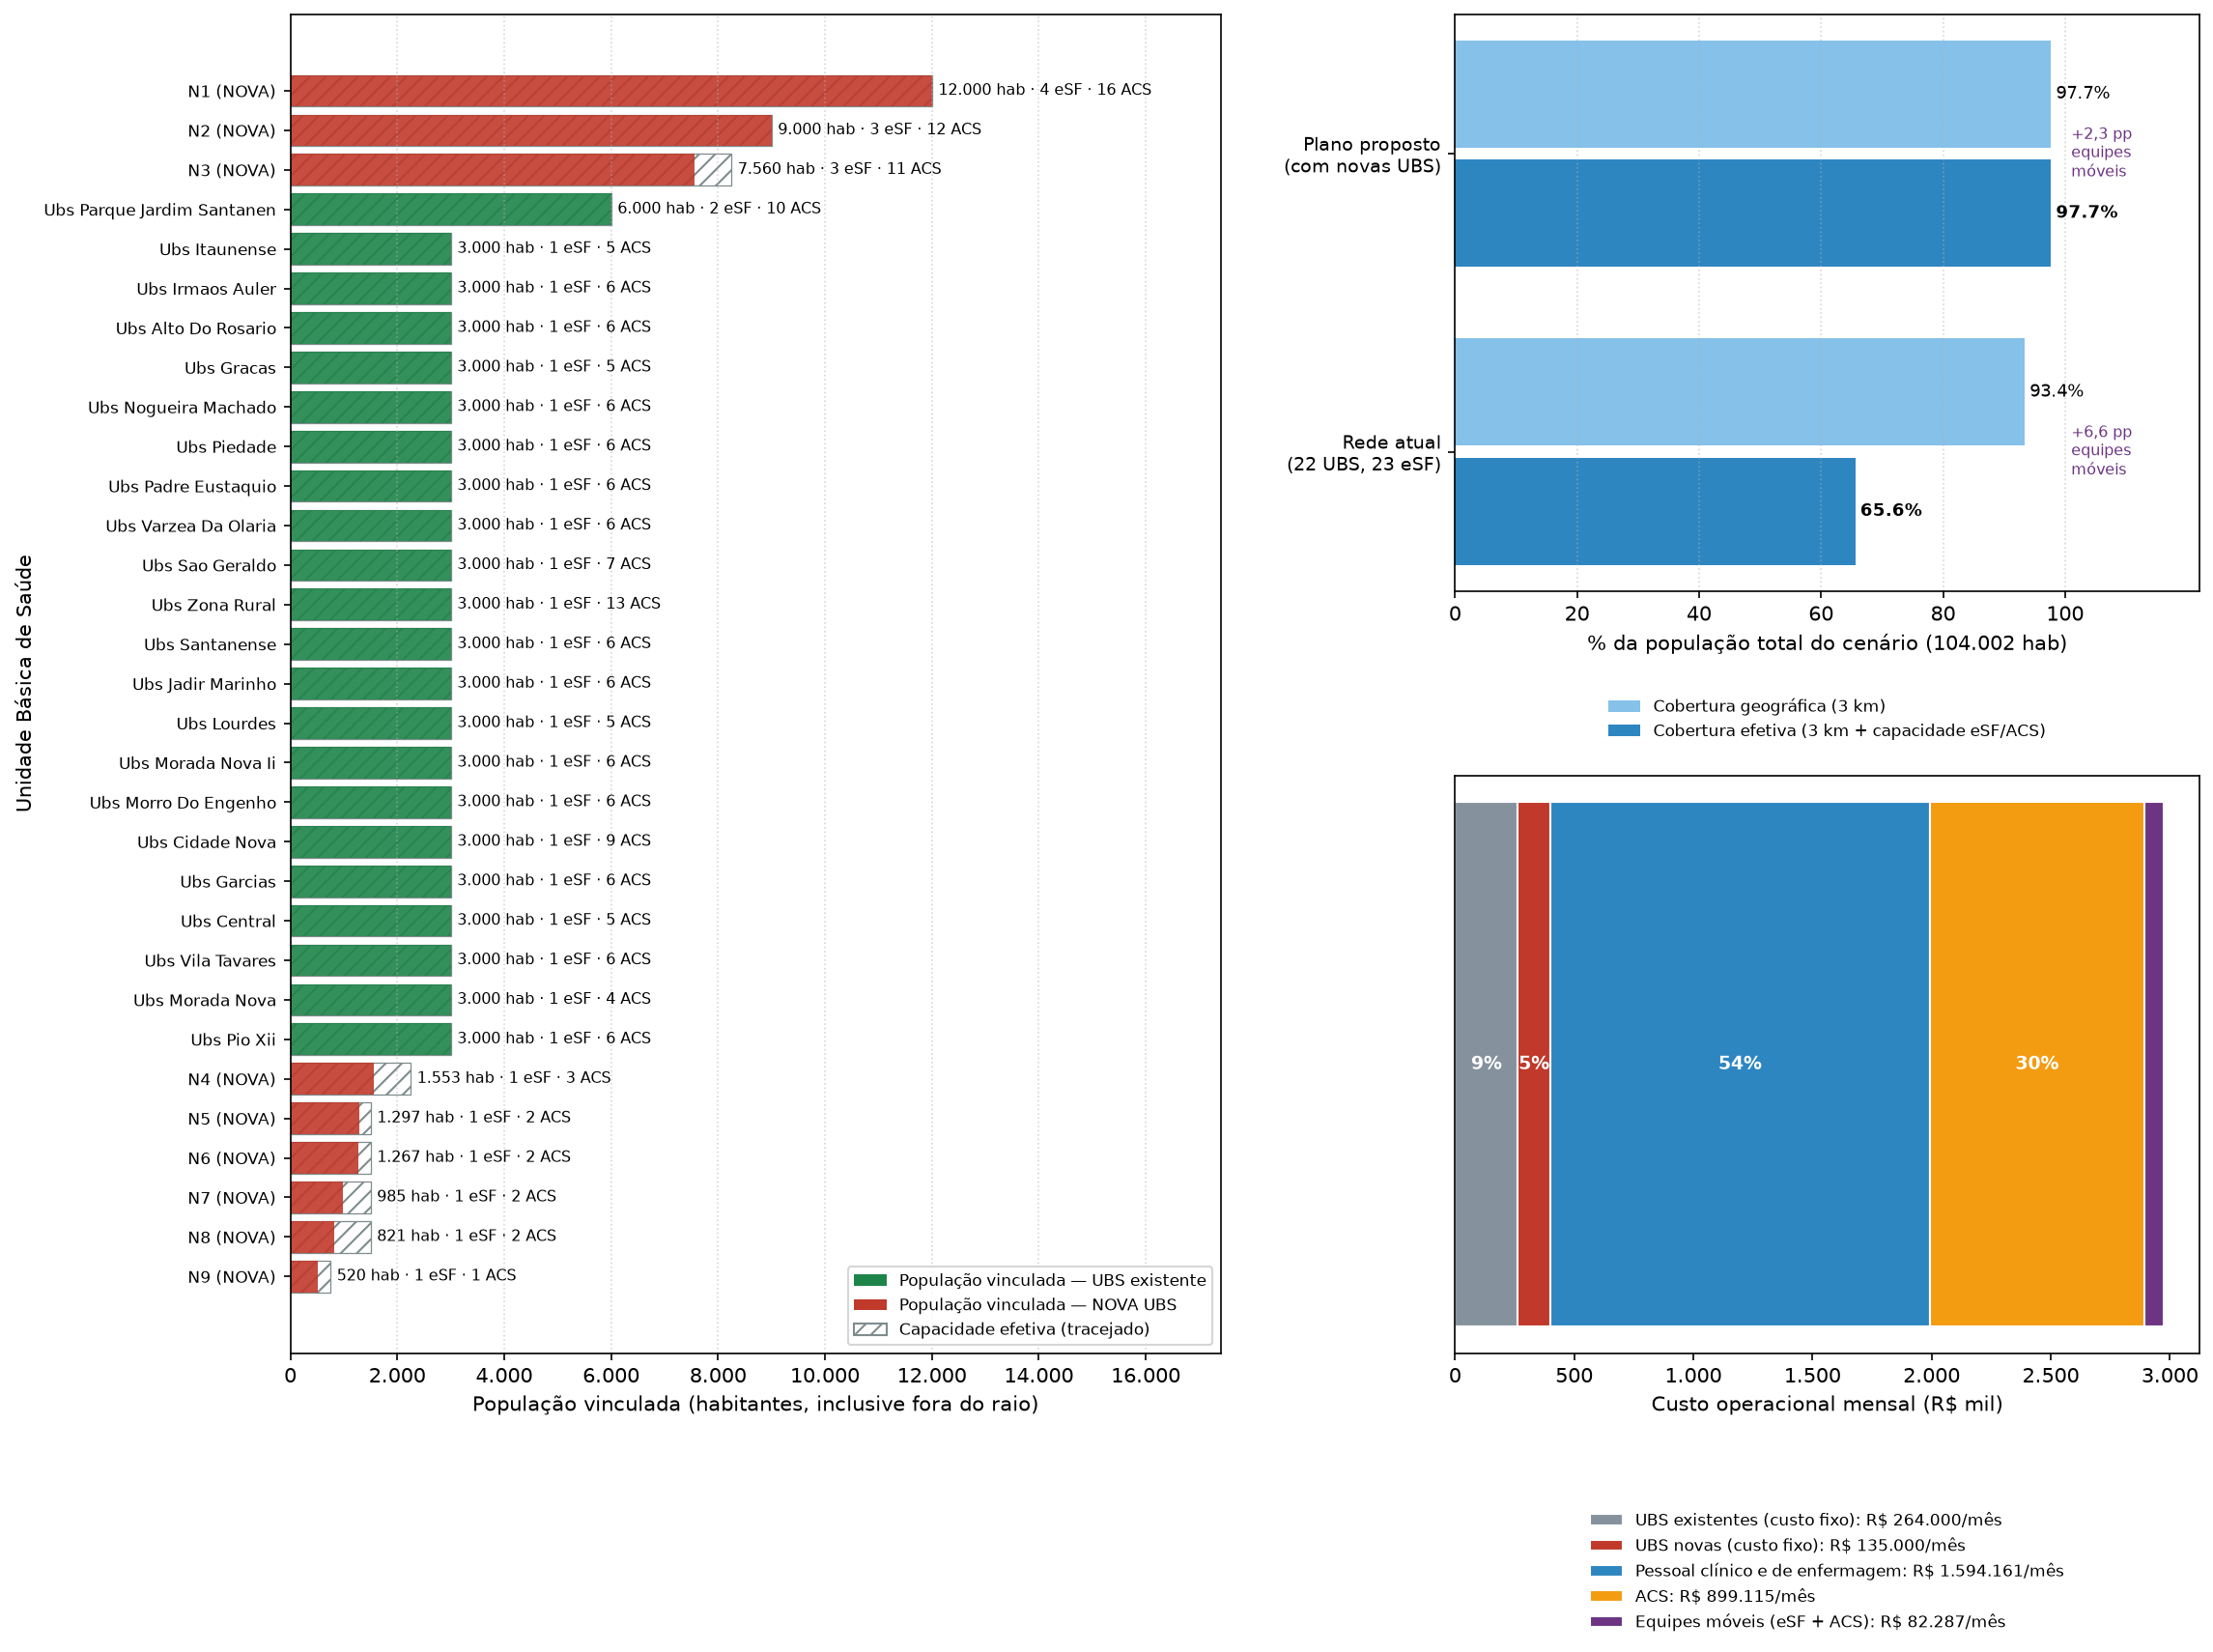 Unidade Básica de Saúde
N1 (NOVA)
12.000 hab · 4 eSF · 16 ACS
N2 (NOVA)
9.000 hab · 3 eSF · 12 ACS
N3 (NOVA)
7.560 hab · 3 eSF · 11 ACS
Ubs Parque Jardim Santanen
6.000 hab · 2 eSF · 10 ACS
Ubs Itaunense
3.000 hab · 1 eSF · 5 ACS
Ubs Irmaos Auler
3.000 hab · 1 eSF · 6 ACS
Ubs Alto Do Rosario
3.000 hab · 1 eSF · 6 ACS
Ubs Gracas
3.000 hab · 1 eSF · 5 ACS
Ubs Nogueira Machado
3.000 hab · 1 eSF · 6 ACS
Ubs Piedade
3.000 hab · 1 eSF · 6 ACS
Ubs Padre Eustaquio
3.000 hab · 1 eSF · 6 ACS
Ubs Varzea Da Olaria
3.000 hab · 1 eSF · 6 ACS
Ubs Sao Geraldo
3.000 hab · 1 eSF · 7 ACS
Ubs Zona Rural
3.000 hab · 1 eSF · 13 ACS
Ubs Santanense
3.000 hab · 1 eSF · 6 ACS
Ubs Jadir Marinho
3.000 hab · 1 eSF · 6 ACS
Ubs Lourdes
3.000 hab · 1 eSF · 5 ACS
Ubs Morada Nova Ii
3.000 hab · 1 eSF · 6 ACS
Ubs Morro Do Engenho
3.000 hab · 1 eSF · 6 ACS
Ubs Cidade Nova
3.000 hab · 1 eSF · 9 ACS
Ubs Garcias
3.000 hab · 1 eSF · 6 ACS
Ubs Central
3.000 hab · 1 eSF · 5 ACS
Ubs Vila Tavares
3.000 hab · 1 eSF · 6 ACS
Ubs Morada Nova
3.000 hab · 1 eSF · 4 ACS
Ubs Pio Xii
3.000 hab · 1 eSF · 6 ACS
N4 (NOVA)
1.553 hab · 1 eSF · 3 ACS
N5 (NOVA)
1.297 hab · 1 eSF · 2 ACS
N6 (NOVA)
1.267 hab · 1 eSF · 2 ACS
N7 (NOVA)
985 hab · 1 eSF · 2 ACS
N8 (NOVA)
821 hab · 1 eSF · 2 ACS
N9 (NOVA)
520 hab · 1 eSF · 1 ACS
População vinculada — UBS existente
População vinculada — NOVA UBS
Capacidade efetiva (tracejado)
0 2.000 4.000 6.000 8.000 10.000 12.000 14.000 16.000
População vinculada (habitantes, inclusive fora do raio)
Plano proposto
(com novas UBS)
97.7%
+2,3 pp
equipes
móveis
97.7%
Rede atual
(22 UBS, 23 eSF)
93.4%
+6,6 pp
equipes
móveis
65.6%
0 20 40 60 80 100
% da população total do cenário (104.002 hab)
Cobertura geográfica (3 km)
Cobertura efetiva (3 km + capacidade eSF/ACS)
9% 5% 54% 30%
0 500 1.000 1.500 2.000 2.500 3.000
Custo operacional mensal (R$ mil)
UBS existentes (custo fixo): R$ 264.000/mês
UBS novas (custo fixo): R$ 135.000/mês
Pessoal clínico e de enfermagem: R$ 1.594.161/mês
ACS: R$ 899.115/mês
Equipes móveis (eSF + ACS): R$ 82.287/mês